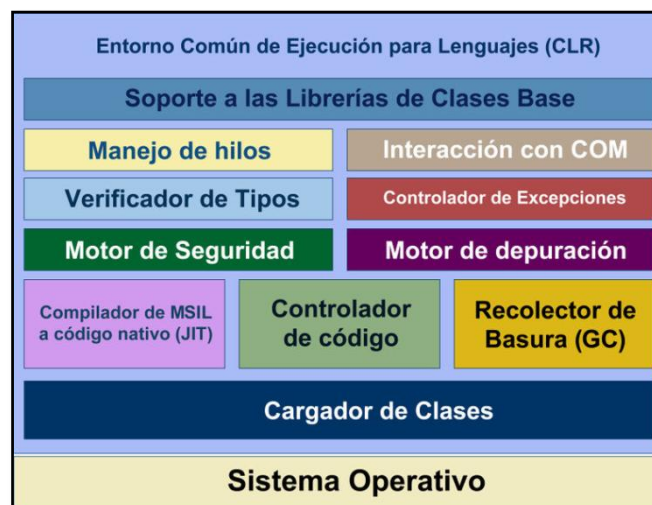 Entorno Común de Ejecución para Lenguajes (CLR)
Soporte a las Librerías de Clases Base
Manejo de hilos
Interacción con COM
Verificador de Tipos
Controlador de Excepciones
Motor de Seguridad
Motor de depuración
Compilador de MSIL
a código nativo (JIT)
Controlador
de código
Recolector de
Basura (GC)
Cargador de Clases
Sistema Operativo